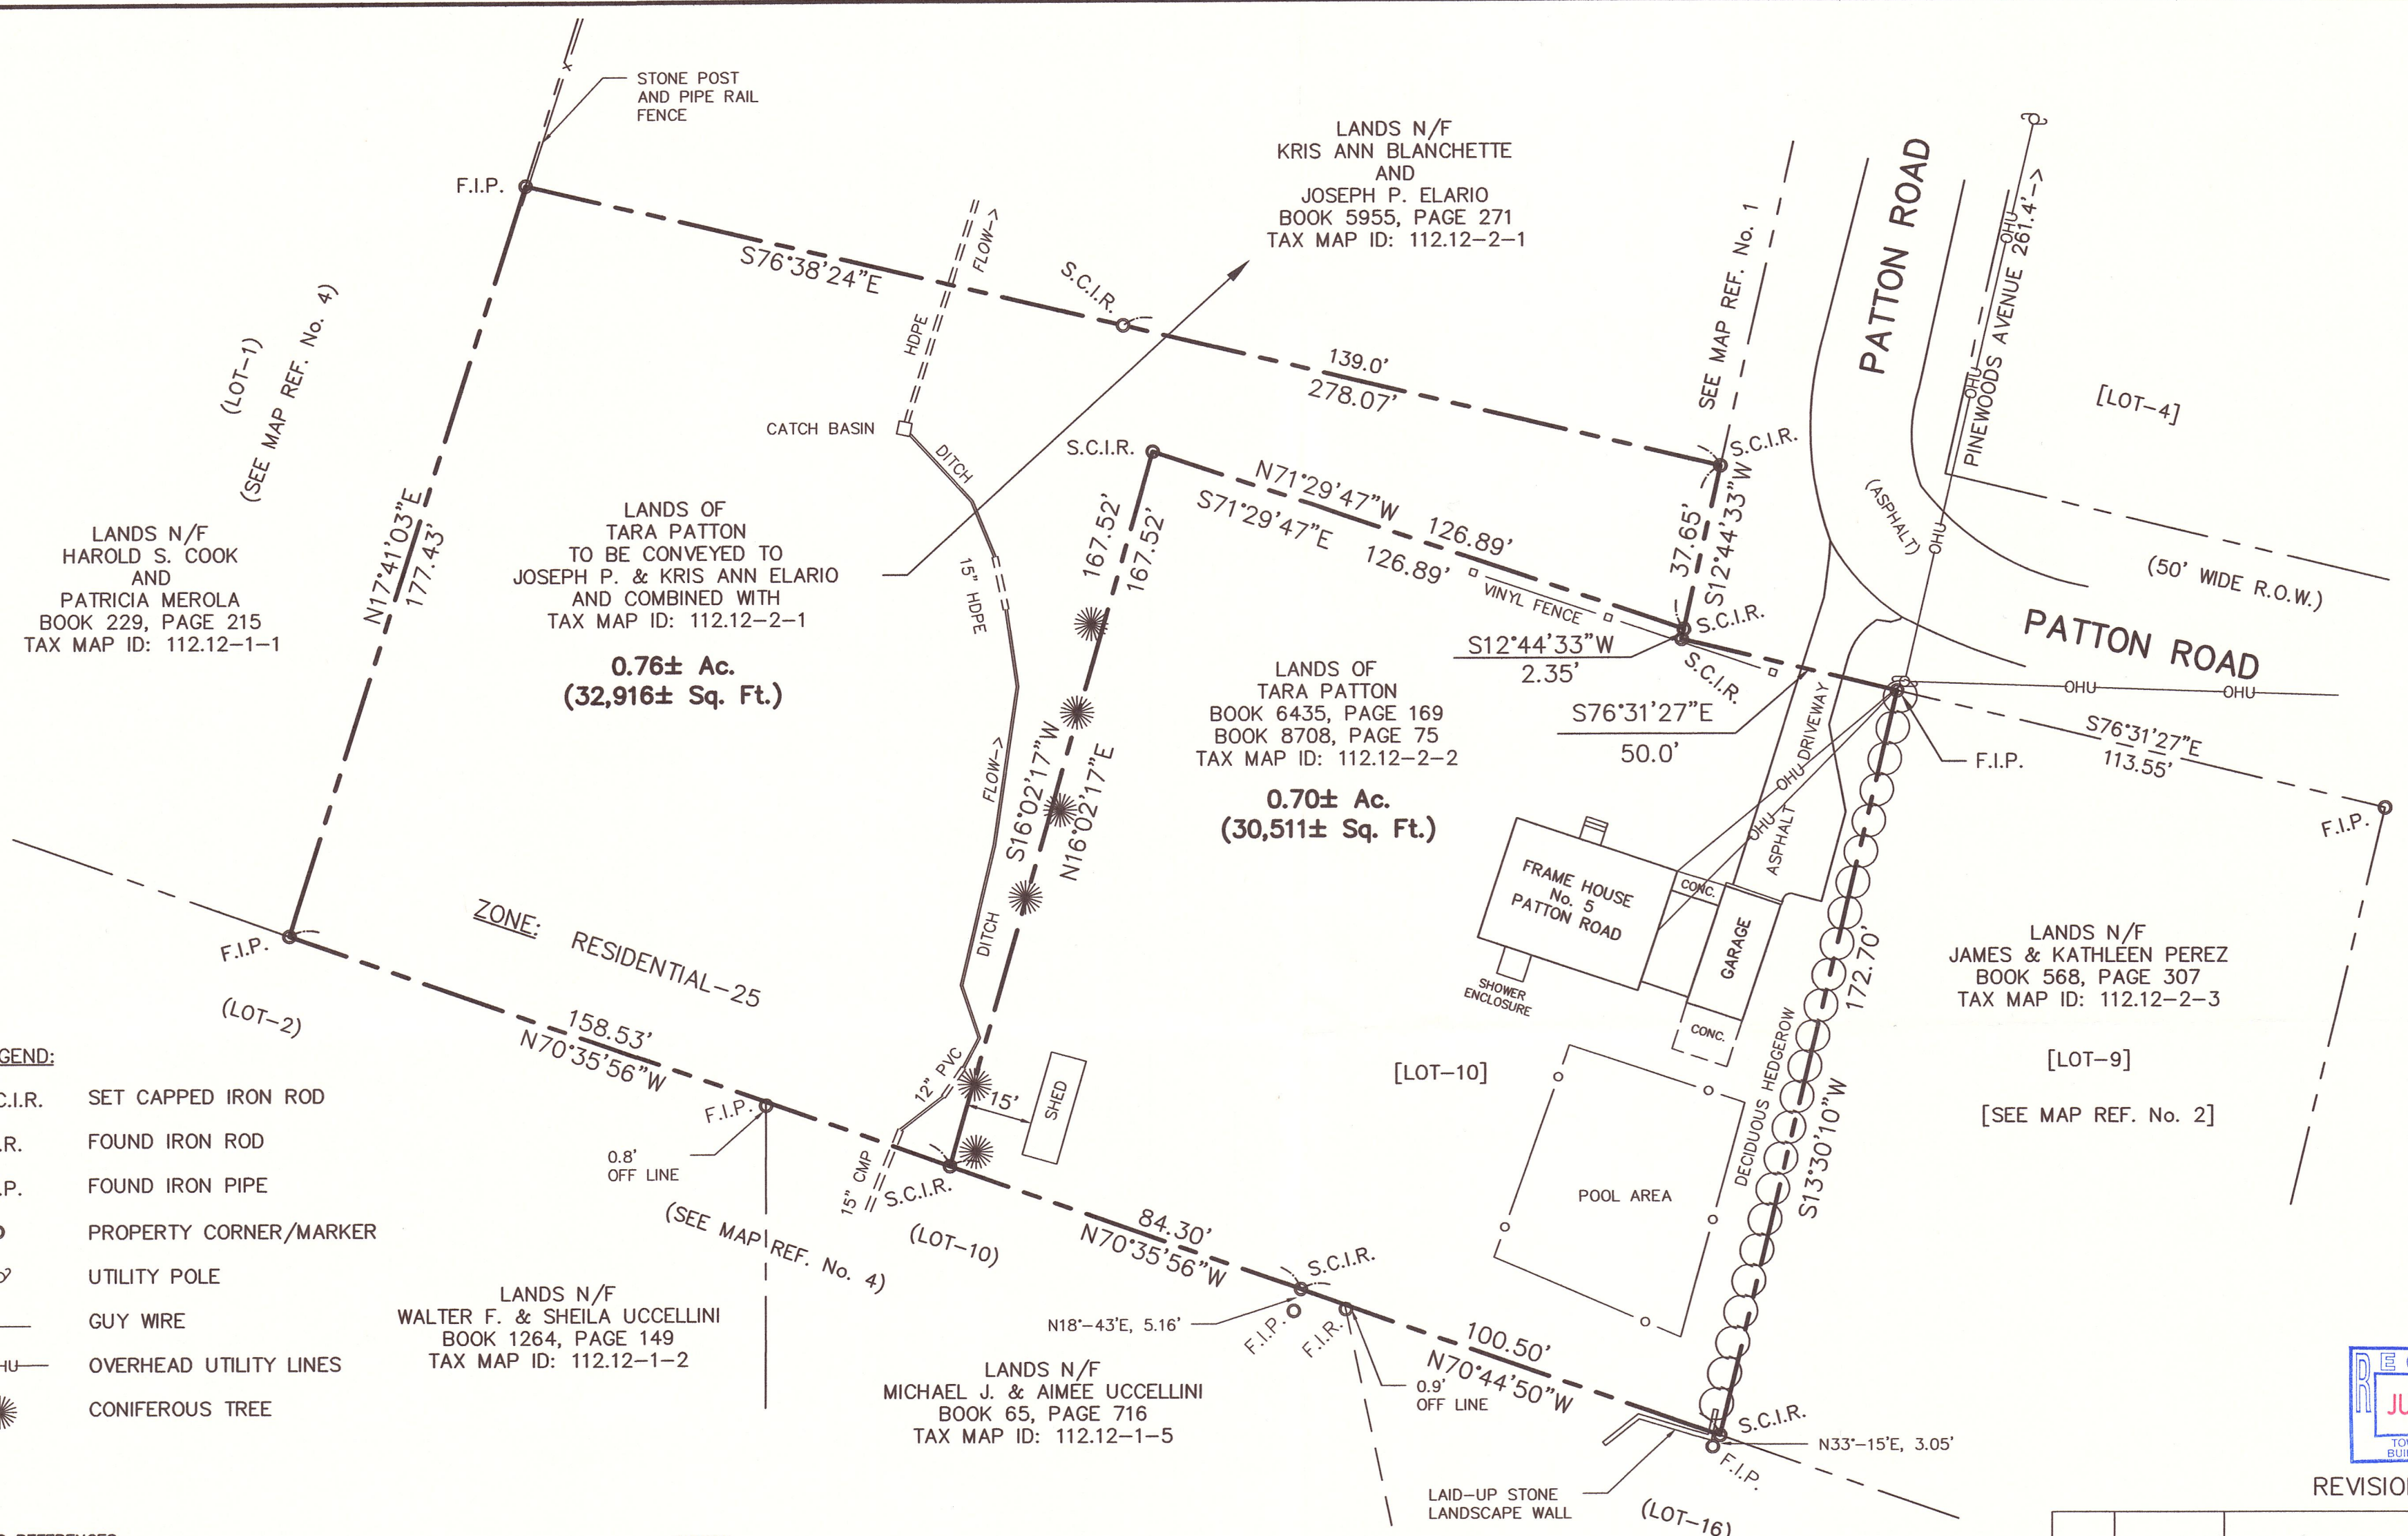 STONE POST
AND PIPE RAIL
FENCE
F.I.P.
S76°38'24"E
FLOW->
HDPE
CATCH BASIN
DITCH
S.C.I.R.
139.0'
278.07'
LANDS N/F
KRIS ANN BLANCHETTE
AND
JOSEPH P. ELARIO
BOOK 5955, PAGE 271
TAX MAP ID: 112.12-2-1
SEE MAP REF. No. 1
PATTON ROAD
OHU
OHU
OHU
PINEWOODS AVENUE 261.4'->
[LOT-4]
(ASPHALT)
(50' WIDE R.O.W.)
PATTON ROAD
OHU
OHU
S.C.I.R.
37.65'
S12°44'33"W
S.C.I.R.
S.C.I.R.
(LOT-1)
(SEE MAP REF. No. 4)
LANDS N/F
HAROLD S. COOK
AND
PATRICIA MEROLA
BOOK 229, PAGE 215
TAX MAP ID: 112.12-1-1
N17°41'03"E
177.43'
LANDS OF
TARA PATTON
TO BE CONVEYED TO
JOSEPH P. & KRIS ANN ELARIO
AND COMBINED WITH
TAX MAP ID: 112.12-2-1
0.76± Ac.
(32,916± Sq. Ft.)
15" HDPE
FLOW->
DITCH
S.C.I.R.
167.52'
167.52'
S16°02'17"W
N16°02'17"E
N71°29'47"W
126.89'
S71°29'47"E
126.89'
VINYL FENCE
S12°44'33"W
2.35'
S76°31'27"E
50.0'
LANDS OF
TARA PATTON
BOOK 6435, PAGE 169
BOOK 8708, PAGE 75
TAX MAP ID: 112.12-2-2
0.70± Ac.
(30,511± Sq. Ft.)
F.I.P.
S76°31'27"E
113.55'
F.I.P.
OHU
OHU
ASPHALT
DRIVEWAY
FRAME HOUSE
No. 5
PATTON ROAD
CONC.
GARAGE
CONC.
SHOWER
ENCLOSURE
172.70'
S13°30'10"W
DECIDUOUS HEDGEROW
LANDS N/F
JAMES & KATHLEEN PEREZ
BOOK 568, PAGE 307
TAX MAP ID: 112.12-2-3
[LOT-9]
[SEE MAP REF. No. 2]
[LOT-10]
POOL AREA
F.I.P.
(LOT-2)
ZONE: RESIDENTIAL-25
158.53'
N70°35'56"W
F.I.P.
0.8'
OFF LINE
12" PVC
15" CMP
15'
SHED
S.C.I.R.
(LOT-10)
(SEE MAP REF. No. 4)
84.30'
N70°35'56"W
S.C.I.R.
N18°-43'E, 5.16'
F.I.P.
F.I.R.
0.9'
OFF LINE
100.50'
N70°44'50"W
S.C.I.R.
N33°-15'E, 3.05'
F.I.P.
LAID-UP STONE
LANDSCAPE WALL
(LOT-16)
LANDS N/F
WALTER F. & SHEILA UCCELLINI
BOOK 1264, PAGE 149
TAX MAP ID: 112.12-1-2
LANDS N/F
MICHAEL J. & AIMEE UCCELLINI
BOOK 65, PAGE 716
TAX MAP ID: 112.12-1-5
GEND:
C.I.R. SET CAPPED IRON ROD
.R. FOUND IRON ROD
.P. FOUND IRON PIPE
PROPERTY CORNER/MARKER
UTILITY POLE
GUY WIRE
HU OVERHEAD UTILITY LINES
CONIFEROUS TREE
R E
JU
TO
BUI
REVISIO